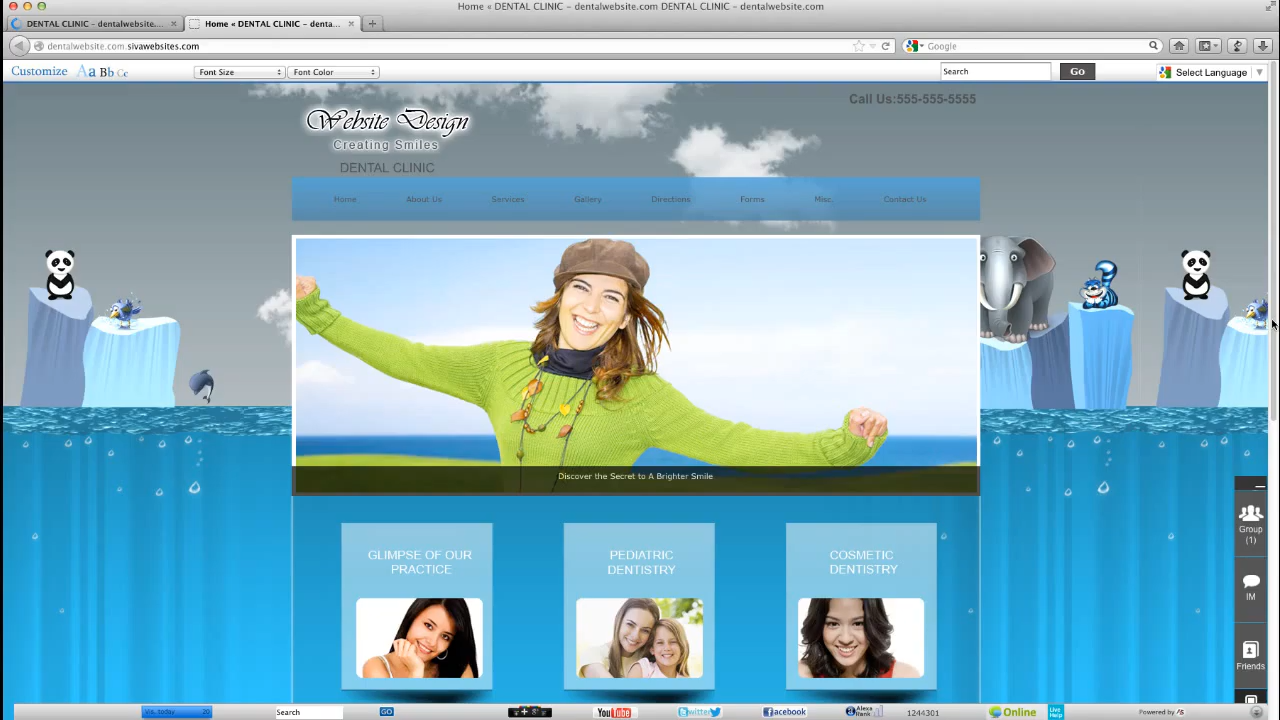 Home « DENTAL CLINIC – dentalwebsite.com DENTAL CLINIC – dentalwebsite.com
DENTAL CLINIC – dentalwebsite....
Home « DENTAL CLINIC – denta...
dentalwebsite.com.sivawebsites.com
Google
Customize Aa Bb Cc
Font Size
Font Color
Search
Go
Select Language
Call Us:555-555-5555
Website Design
Creating Smiles
DENTAL CLINIC
Home About Us Services Gallery Directions Forms Misc. Contact Us
Discover the Secret to A Brighter Smile
GLIMPSE OF OUR
PRACTICE
PEDIATRIC
DENTISTRY
COSMETIC
DENTISTRY
Group
(1)
IM
Friends
Vis. today 20
Search
GO
YouTube
twitter
facebook
Alexa
Rank
1244301
Online
Live
Help
Powered by